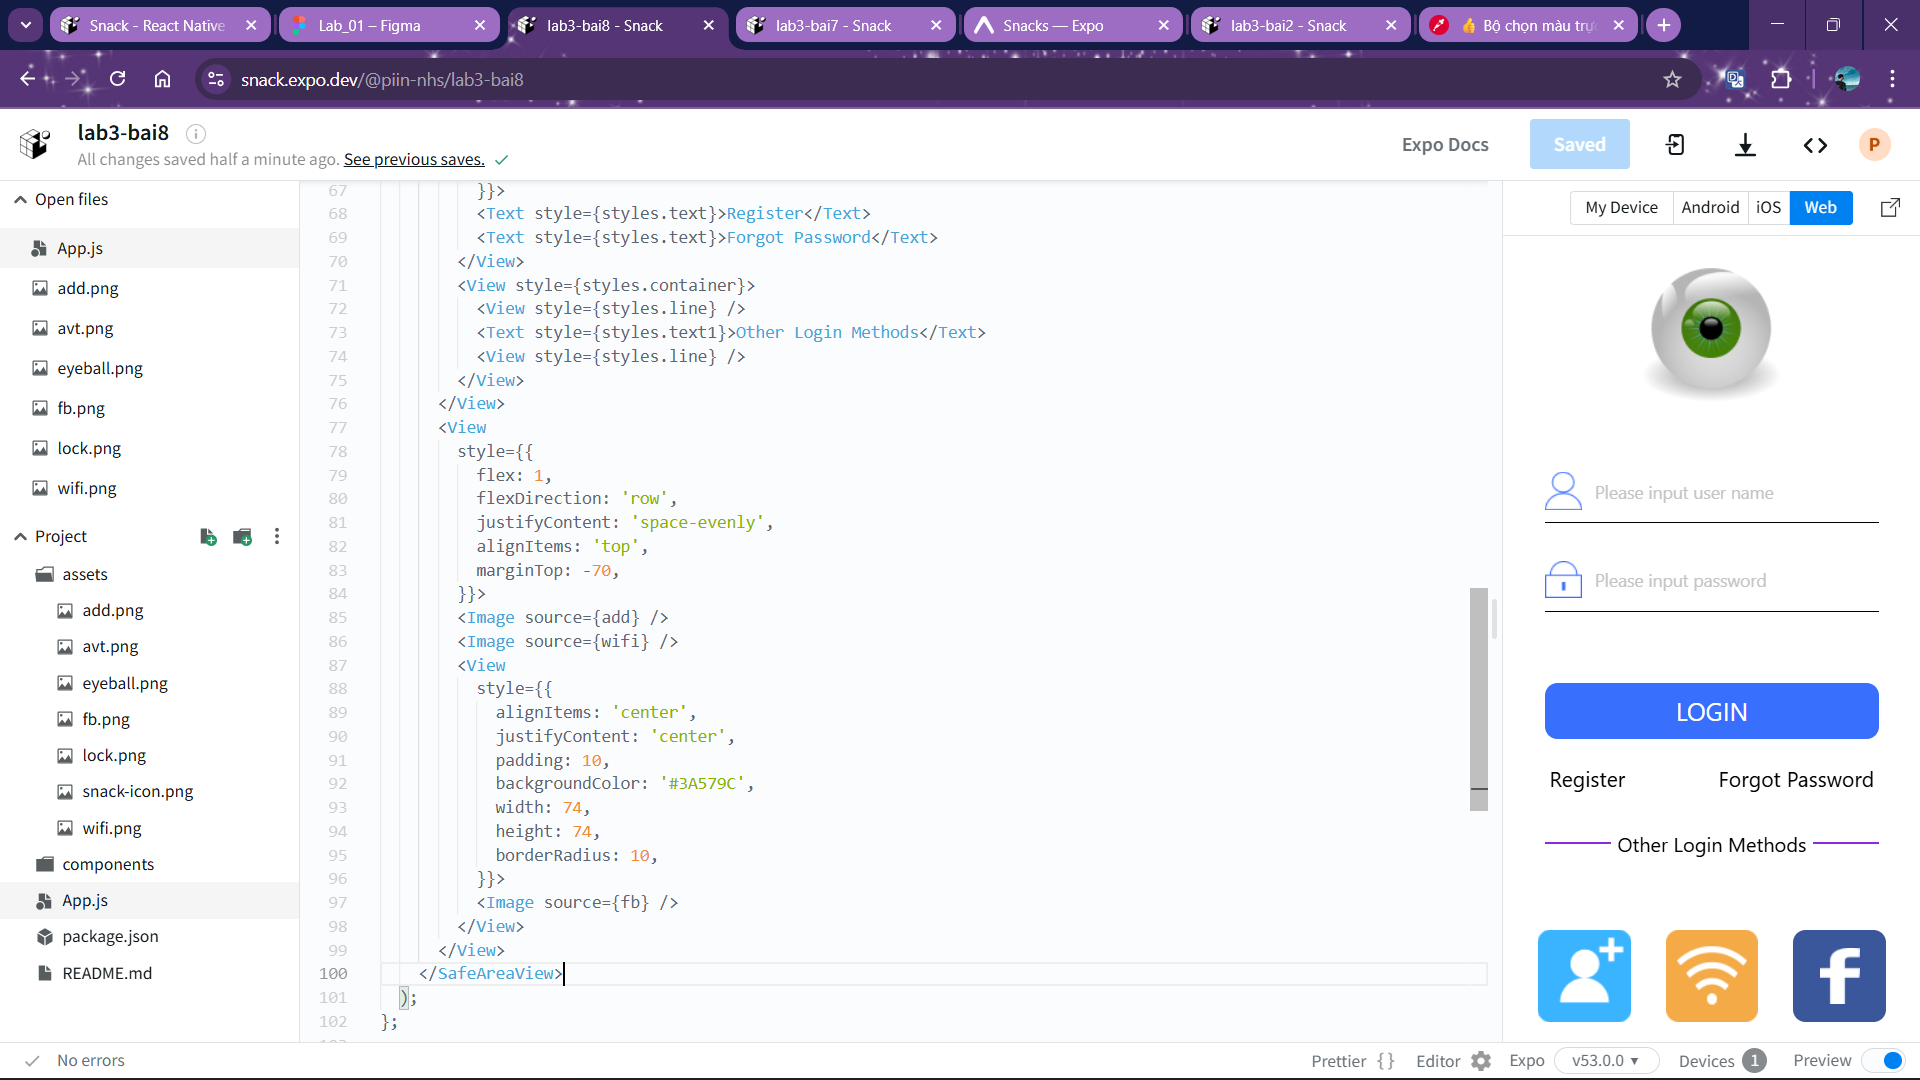 Snack - React Native
Lab_01 – Figma
lab3-bai8 - Snack
lab3-bai7 - Snack
Snacks — Expo
lab3-bai2 - Snack
👍 Bộ chọn màu trự
snack.expo.dev/@piin-nhs/lab3-bai8
lab3-bai8
All changes saved half a minute ago. See previous saves.
Expo Docs
Saved
P
Open files
App.js
add.png
avt.png
eyeball.png
fb.png
lock.png
wifi.png
Project
assets
add.png
avt.png
eyeball.png
fb.png
lock.png
snack-icon.png
wifi.png
components
App.js
package.json
README.md
67 }}>
68 <Text style={styles.text}>Register</Text>
69 <Text style={styles.text}>Forgot Password</Text>
70 </View>
71 <View style={styles.container}>
72 <View style={styles.line} />
73 <Text style={styles.text1}>Other Login Methods</Text>
74 <View style={styles.line} />
75 </View>
76 </View>
77 <View
78 style={{
79 flex: 1,
80 flexDirection: 'row',
81 justifyContent: 'space-evenly',
82 alignItems: 'top',
83 marginTop: -70,
84 }}>
85 <Image source={add} />
86 <Image source={wifi} />
87 <View
88 style={{
89 alignItems: 'center',
90 justifyContent: 'center',
91 padding: 10,
92 backgroundColor: '#3A579C',
93 width: 74,
94 height: 74,
95 borderRadius: 10,
96 }}>
97 <Image source={fb} />
98 </View>
99 </View>
100 </SafeAreaView>
101 );
102 };
My Device
Android
iOS
Web
Please input user name
Please input password
LOGIN
Register
Forgot Password
Other Login Methods
f
No errors
Prettier { }
Editor
Expo
v53.0.0
Devices 1
Preview